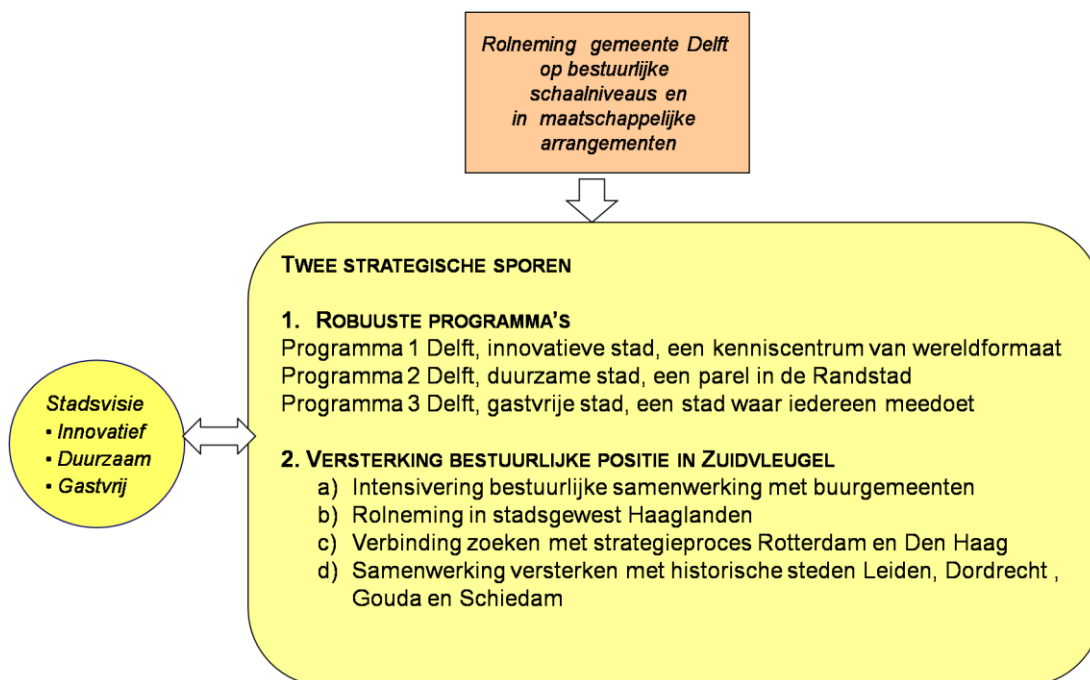 Rolneming gemeente Delft
op bestuurlijke
schaalniveaus en
in maatschappelijke
arrangementen
TWEE STRATEGISCHE SPOREN
1. ROBUUSTE PROGRAMMA'S
Programma 1 Delft, innovatieve stad, een kenniscentrum van wereldformaat
Programma 2 Delft, duurzame stad, een parel in de Randstad
Programma 3 Delft, gastvrije stad, een stad waar iedereen meedoet
2. VERSTERKING BESTUURLIJKE POSITIE IN ZUIDVLEUGEL
a) Intensivering bestuurlijke samenwerking met buurgemeenten
b) Rolneming in stadsgewest Haaglanden
c) Verbinding zoeken met strategieproces Rotterdam en Den Haag
d) Samenwerking versterken met historische steden Leiden, Dordrecht ,
Gouda en Schiedam
Stadsvisie
▪ Innovatief
▪ Duurzaam
▪ Gastvrij